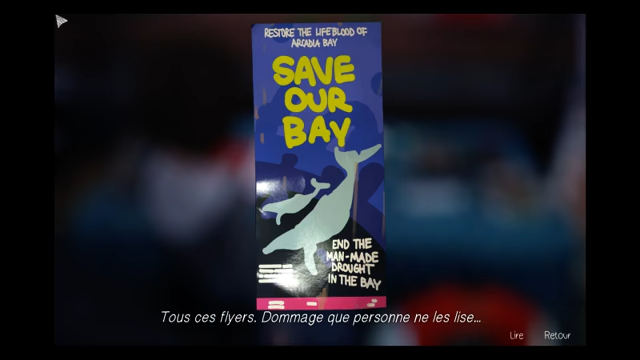 RESTORE THE LIFEBLOOD OF
ARCADIA BAY
SAVE
OUR
BAY
END THE
MAN-MADE
DROUGHT
IN THE BAY
Tous ces flyers. Dommage que personne ne les lise...
Lire Retour